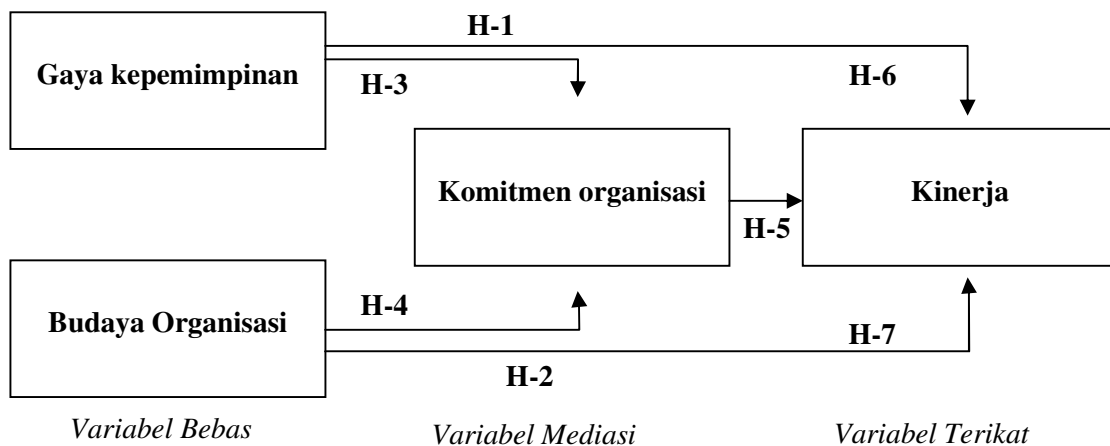 H-1
Gaya kepemimpinan
H-3
H-6
Komitmen organisasi
Kinerja
H-5
H-4
Budaya Organisasi
H-7
H-2
Variabel Bebas
Variabel Mediasi
Variabel Terikat